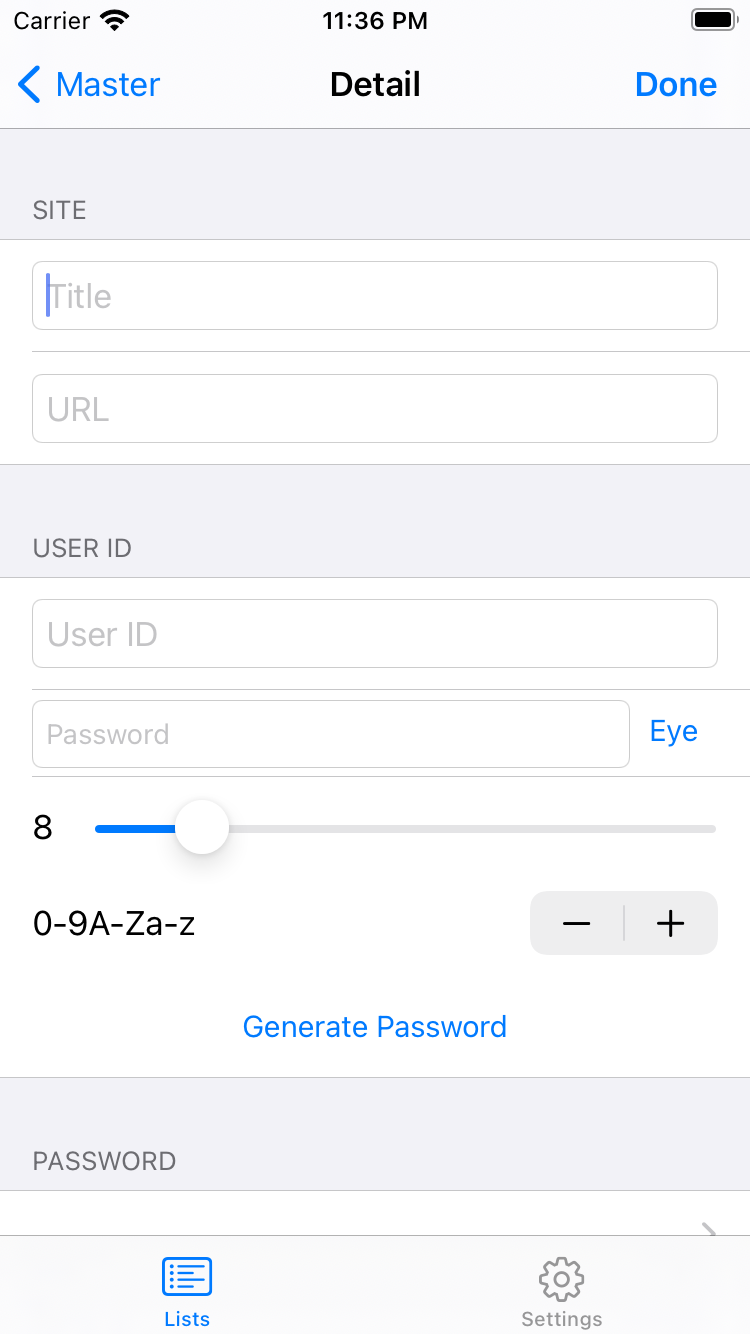 Carrier 11:36 PM
Master Detail Done
SITE
Title
URL
USER ID
User ID
Password Eye
8
0-9A-Za-z
Generate Password
PASSWORD
Lists Settings